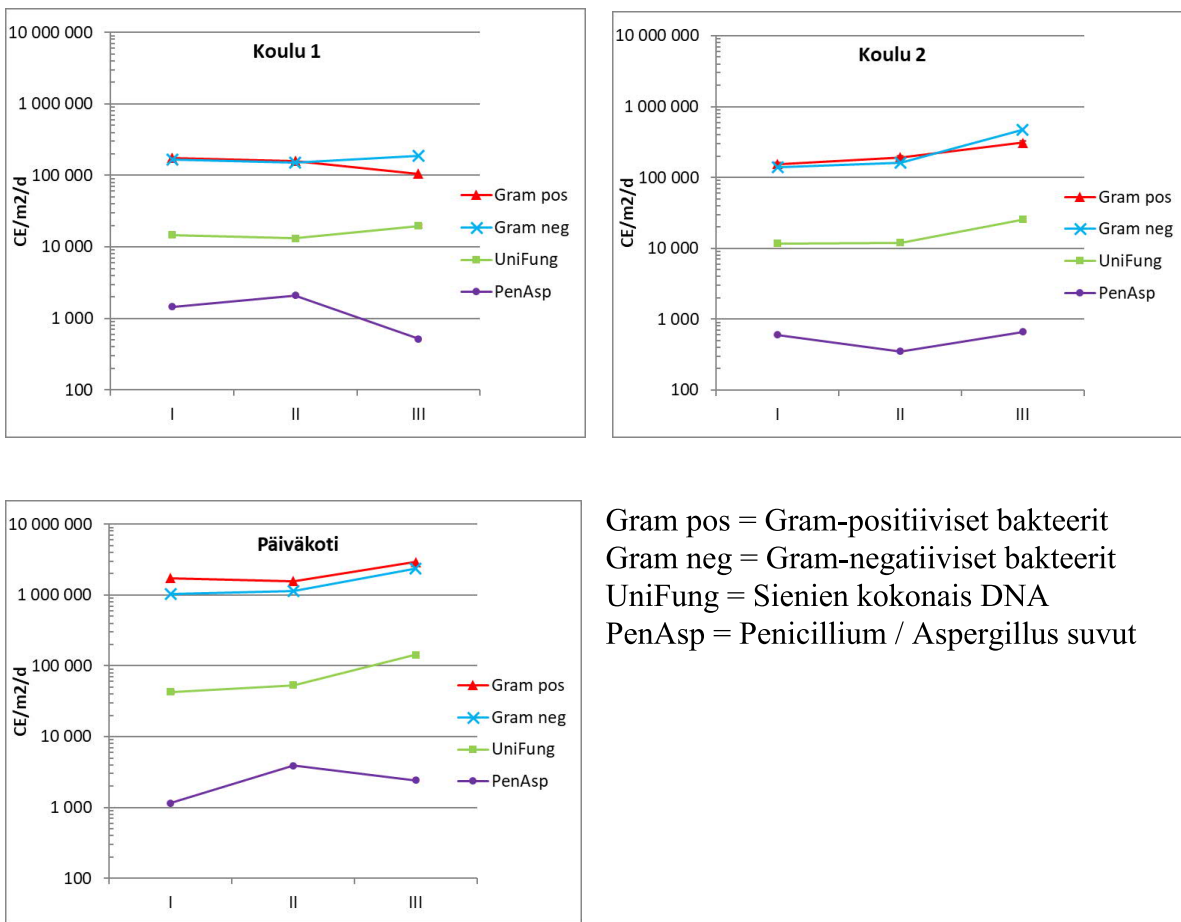 Koulu 1
10 000 000
1 000 000
100 000
10 000
1 000
100
CE/m2/d
I II III
Gram pos
Gram neg
UniFung
PenAsp
Koulu 2
10 000 000
1 000 000
100 000
10 000
1 000
100
CE/m2/d
I II III
Gram pos
Gram neg
UniFung
PenAsp
Päiväkoti
10 000 000
1 000 000
100 000
10 000
1 000
100
CE/m2/d
I II III
Gram pos
Gram neg
UniFung
PenAsp
Gram pos = Gram-positiiviset bakteerit
Gram neg = Gram-negatiiviset bakteerit
UniFung = Sienien kokonais DNA
PenAsp = Penicillium / Aspergillus suvut